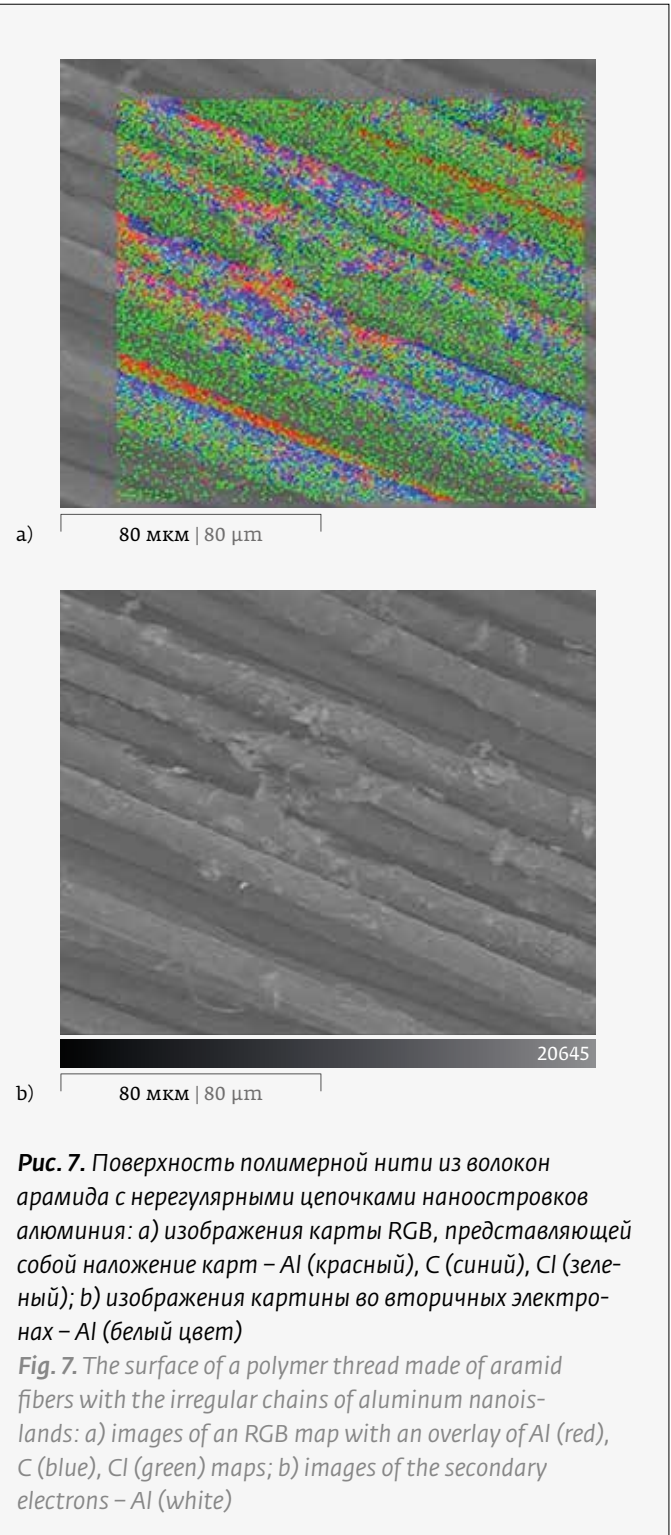 a)
80 мкм | 80 μm
20645
b)
80 мкм | 80 μm
Рис. 7. Поверхность полимерной нити из волокон
арамида с нерегулярными цепочками наноостровков
алюминия: a) изображения карты RGB, представляющей
собой наложение карт – Al (красный), C (синий), Cl (зеле-
ный); b) изображения картины во вторичных электро-
нах – Al (белый цвет)
Fig. 7. The surface of a polymer thread made of aramid
fibers with the irregular chains of aluminum nanois-
lands: a) images of an RGB map with an overlay of Al (red),
C (blue), Cl (green) maps; b) images of the secondary
electrons – Al (white)